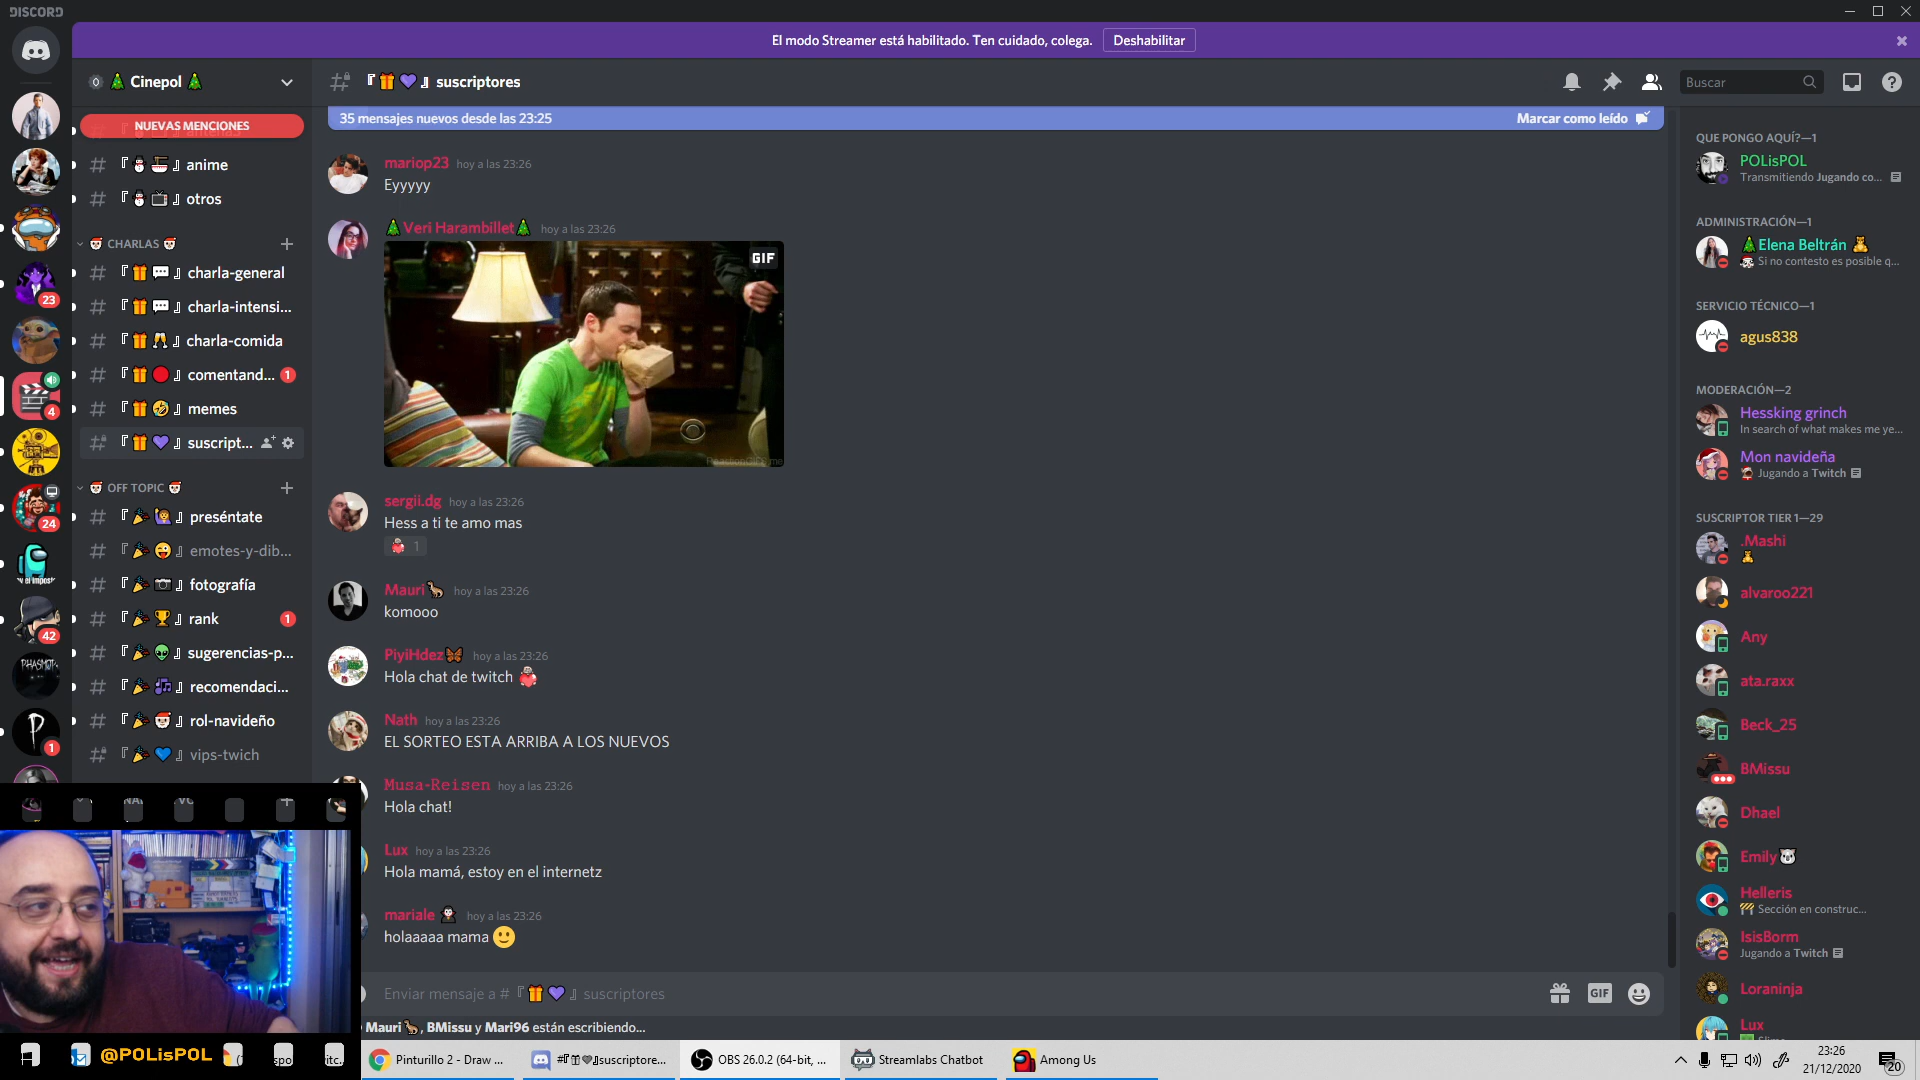 DISCORD
El modo Streamer está habilitado. Ten cuidado, colega. Deshabilitar
Cinepol
『🎁💜』suscriptores
Buscar
NUEVAS MENCIONES
#『⛄🍜』anime
#『⛄📺』otros
🎅 CHARLAS 🎅
#『🎁💬』charla-general
#『🎁💬』charla-intensi...
#『🎁🥂』charla-comida
#『🎁🔴』comentand... 1
#『🎁🤣』memes
#『🎁💜』suscript...
🎅 OFF TOPIC 🎅
#『🎉🙋』preséntate
#『🎉😜』emotes-y-dib...
#『🎉📷』fotografía
#『🎉🏆』rank 1
#『🎉👽』sugerencias-p...
#『🎉🎶』recomendaci...
#『🎉🎅』rol-navideño
#『🎉💙』vips-twich
23
4
24
42
PHASMOP
1
35 mensajes nuevos desde las 23:25 Marcar como leído
mariop23 hoy a las 23:26
Eyyyyy
🎄Veri Harambillet🎄 hoy a las 23:26
GIF
sergii.dg hoy a las 23:26
Hess a ti te amo mas
1
Mauri🦕 hoy a las 23:26
komooo
PiyiHdez🦋 hoy a las 23:26
Hola chat de twitch
Nath hoy a las 23:26
EL SORTEO ESTA ARRIBA A LOS NUEVOS
Musa-Reisen hoy a las 23:26
Hola chat!
Lux hoy a las 23:26
Hola mamá, estoy en el internetz
mariale hoy a las 23:26
holaaaaa mama 🙂
Enviar mensaje a #『🎁💜』suscriptores
GIF
Mauri🦕, BMissu y Mari96 están escribiendo...
QUE PONGO AQUÍ?—1
POLisPOL
Transmitiendo Jugando co...
ADMINISTRACIÓN—1
🎄Elena Beltrán 🧸
Si no contesto es posible q...
SERVICIO TÉCNICO—1
agus838
MODERACIÓN—2
Hessking grinch
In search of what makes me ye...
Mon navideña
Jugando a Twitch
SUSCRIPTOR TIER 1—29
.Mashi
🧸
alvaroo221
Any
ata.raxx
Beck_25
BMissu
Dhael
Emily🐨
Helleris
🚧 Sección en construc...
IsisBorm
Jugando a Twitch
Loraninja
Lux
@POLisPOL
Pinturillo 2 - Draw ...
#『🎁💜』suscriptore...
OBS 26.0.2 (64-bit, ...
Streamlabs Chatbot
Among Us
23:26
21/12/2020
20